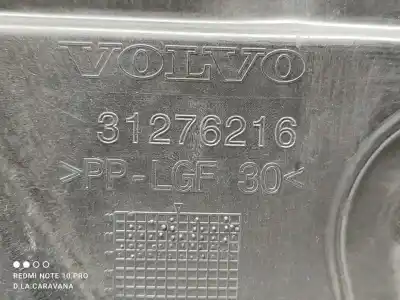 VOLVO
31276216
>PP-LGF 30<
REDMI NOTE 10 PRO
D.LA.CARAVANA